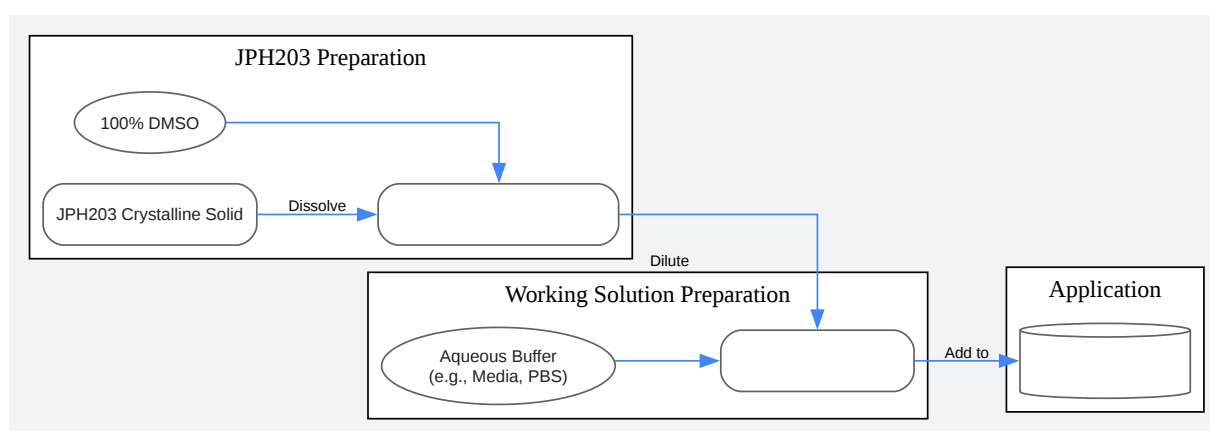 JPH203 Preparation
100% DMSO
JPH203 Crystalline Solid
Dissolve
Dilute
Working Solution Preparation
Aqueous Buffer
(e.g., Media, PBS)
Add to
Application